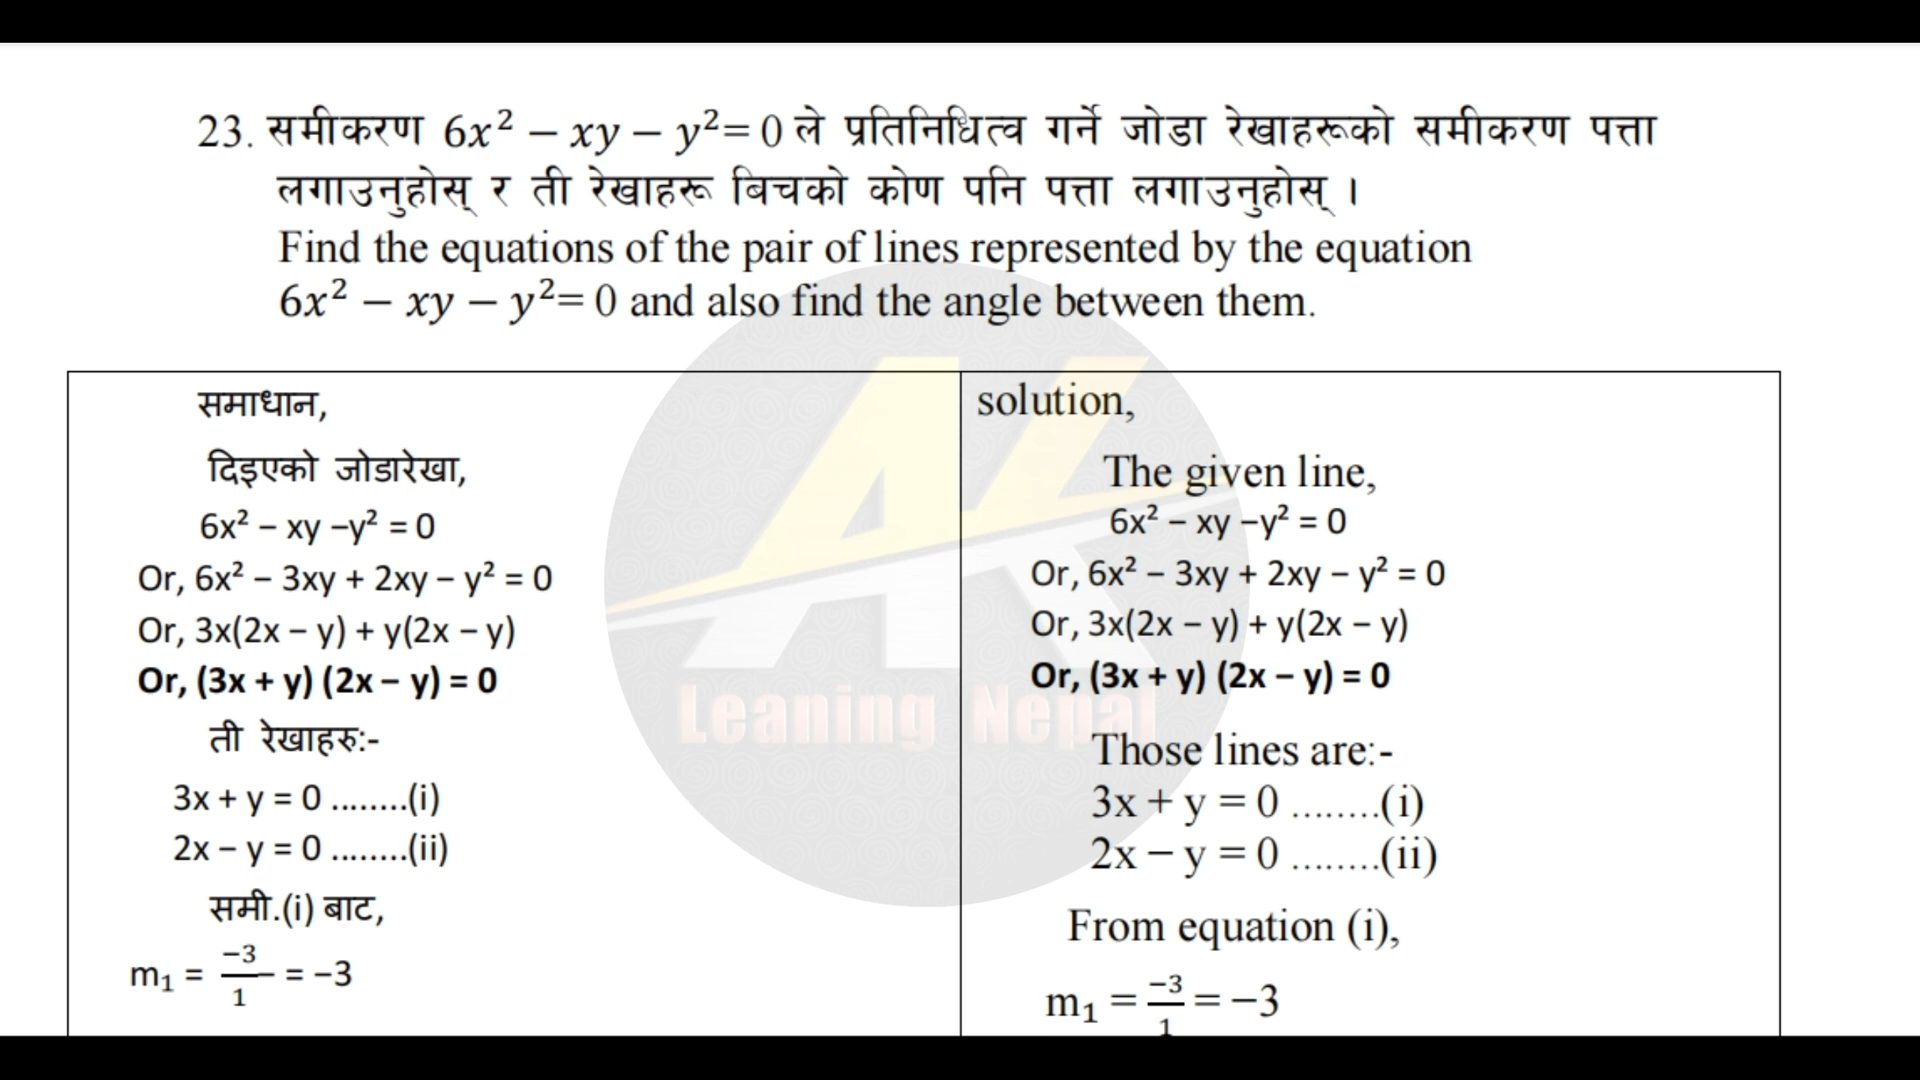 23. समीकरण 6x² − xy − y²= 0 ले प्रतिनिधित्व गर्ने जोडा रेखाहरूको समीकरण पत्ता
लगाउनुहोस् र ती रेखाहरू बिचको कोण पनि पत्ता लगाउनुहोस् ।
Find the equations of the pair of lines represented by the equation
6x² − xy − y²= 0 and also find the angle between them.
समाधान,
दिइएको जोडारेखा,
6x² − xy −y² = 0
Or, 6x² − 3xy + 2xy − y² = 0
Or, 3x(2x − y) + y(2x − y)
Or, (3x + y) (2x − y) = 0
ती रेखाहरु:-
3x + y = 0 ........(i)
2x − y = 0 ........(ii)
समी.(i) बाट,
m₁ = −3/1 = −3
solution,
The given line,
6x² − xy −y² = 0
Or, 6x² − 3xy + 2xy − y² = 0
Or, 3x(2x − y) + y(2x − y)
Or, (3x + y) (2x − y) = 0
Those lines are:-
3x + y = 0 ........(i)
2x − y = 0 ........(ii)
From equation (i),
m₁ = −3/1 = −3
AK
Leaning Nepal